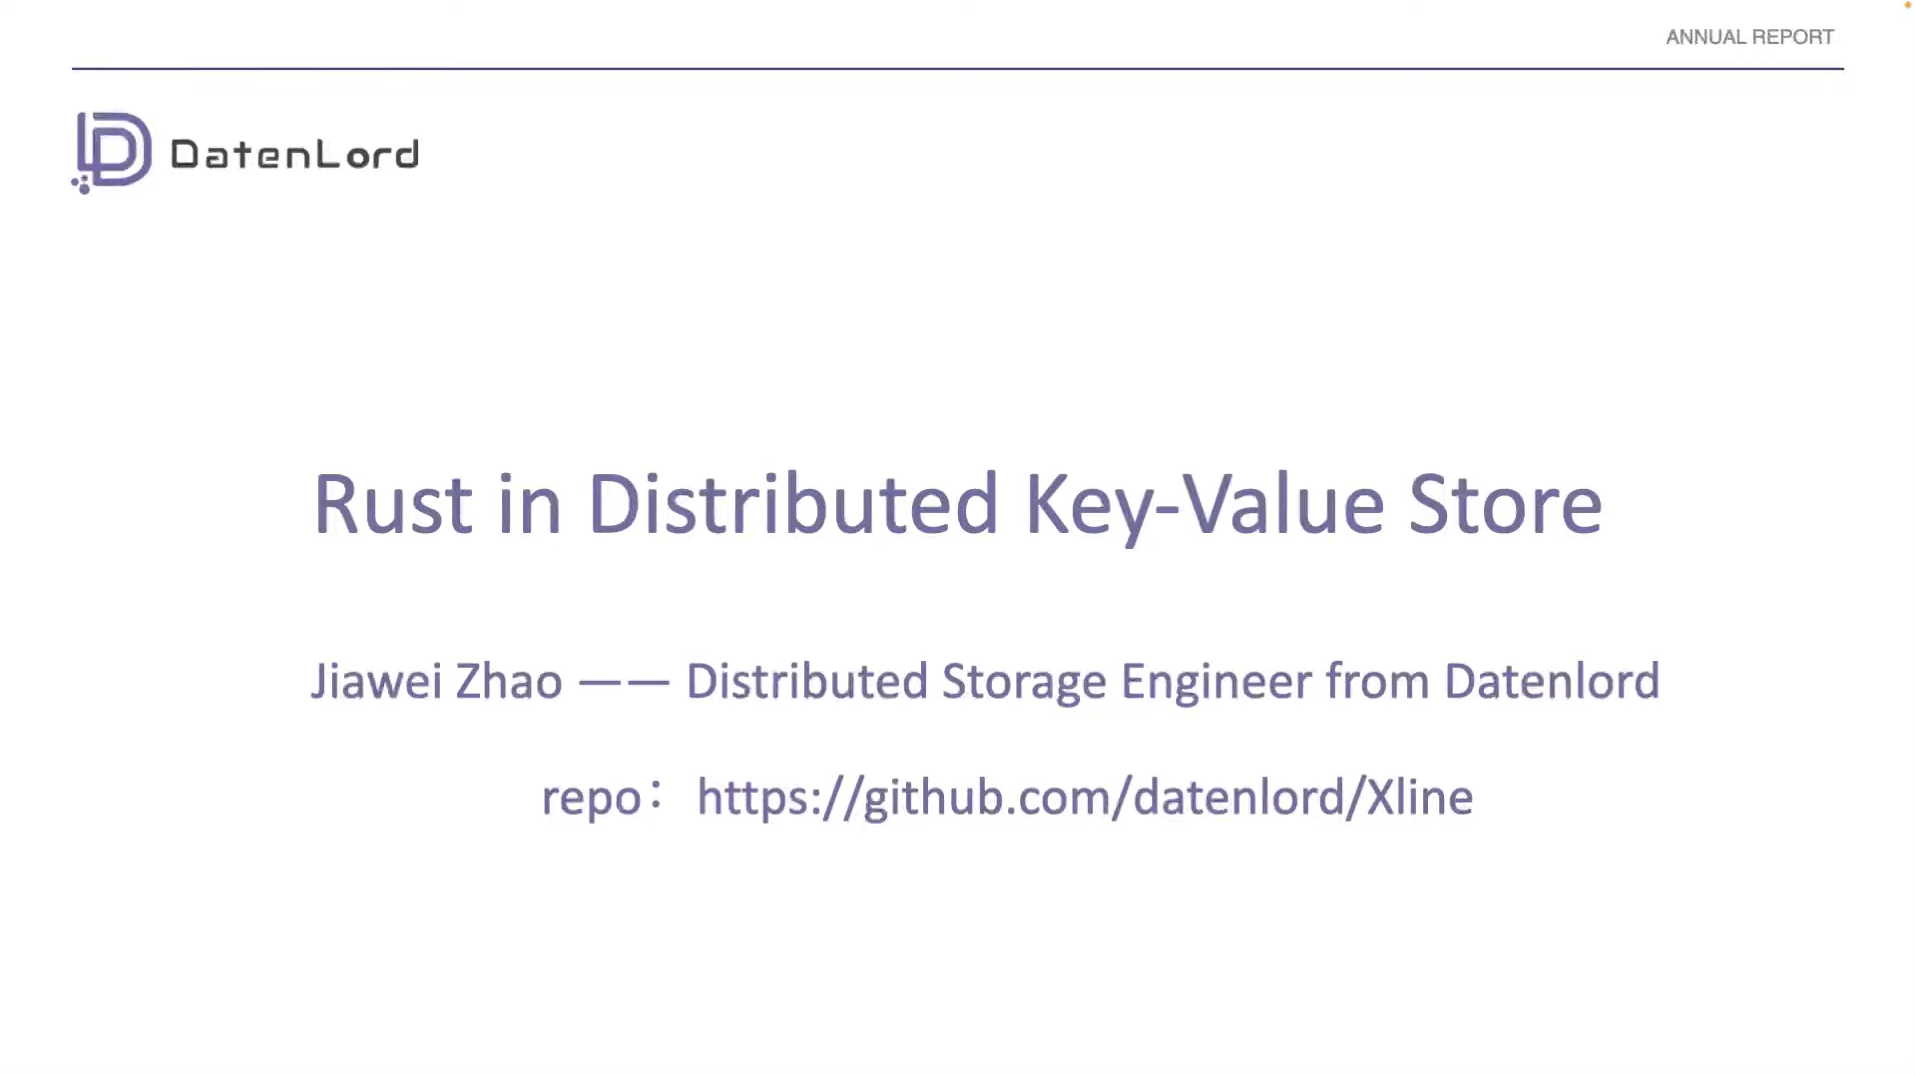 ANNUAL REPORT
DatenLord
Rust in Distributed Key-Value Store
Jiawei Zhao —— Distributed Storage Engineer from Datenlord
repo： https://github.com/datenlord/Xline